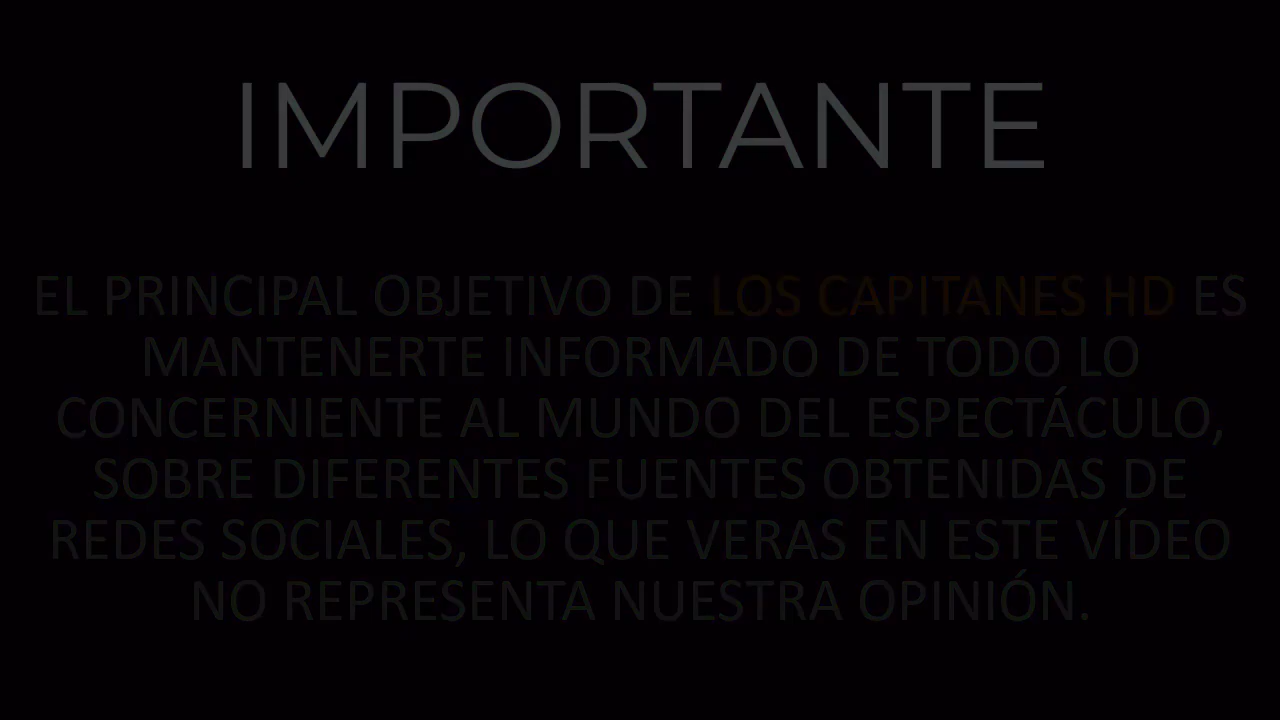 IMPORTANTE
EL PRINCIPAL OBJETIVO DE LOS CAPITANES HD ES
MANTENERTE INFORMADO DE TODO LO
CONCERNIENTE AL MUNDO DEL ESPECTÁCULO,
SOBRE DIFERENTES FUENTES OBTENIDAS DE
REDES SOCIALES, LO QUE VERAS EN ESTE VÍDEO
NO REPRESENTA NUESTRA OPINIÓN.